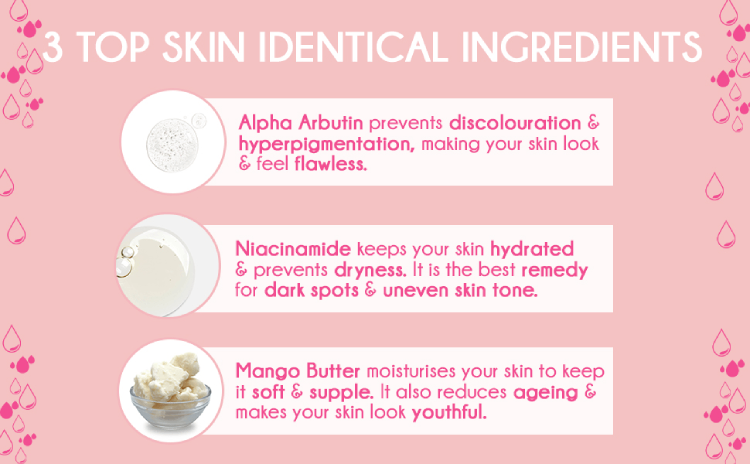 3 TOP SKIN IDENTICAL INGREDIENTS
Alpha Arbutin prevents discolouration &
hyperpigmentation, making your skin look
& feel flawless.
Niacinamide keeps your skin hydrated
& prevents dryness. It is the best remedy
for dark spots & uneven skin tone.
Mango Butter moisturises your skin to keep
it soft & supple. It also reduces ageing &
makes your skin look youthful.